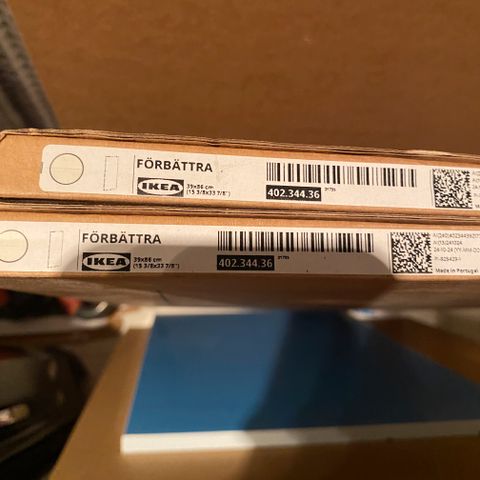 FÖRBÄTTRA
IKEA 39x86 cm
(15 3/8x33 7/8")
402.344.36
FÖRBÄTTRA
IKEA 39x86 cm
(15 3/8x33 7/8")
402.344.36
Made in Portugal